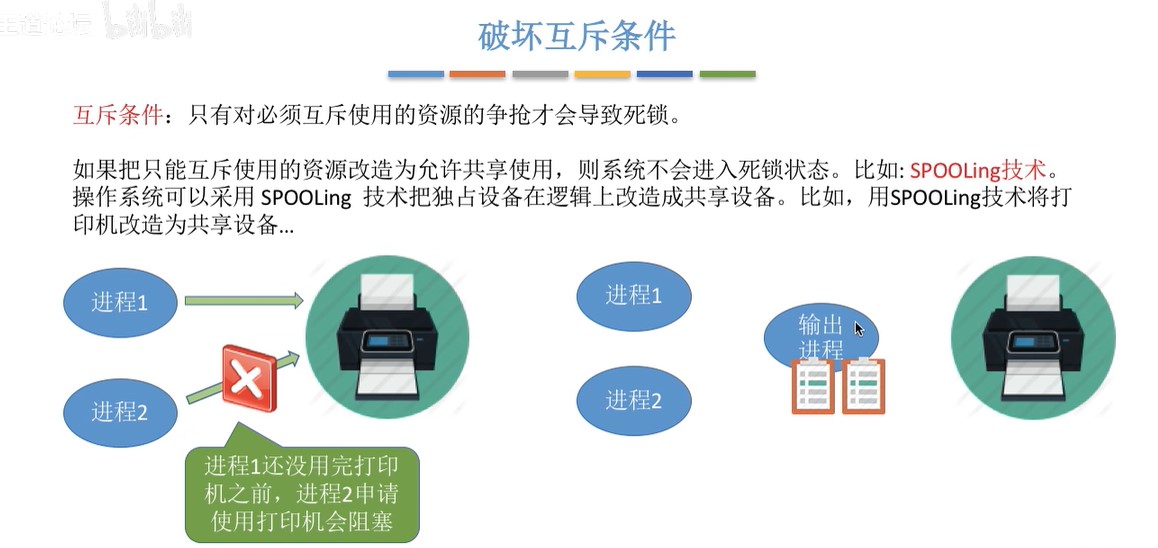 bilibili
破坏互斥条件
互斥条件：只有对必须互斥使用的资源的争抢才会导致死锁。
如果把只能互斥使用的资源改造为允许共享使用，则系统不会进入死锁状态。比如: SPOOLing技术。
操作系统可以采用 SPOOLing 技术把独占设备在逻辑上改造成共享设备。比如，用SPOOLing技术将打
印机改造为共享设备...
进程1
进程2
进程1还没用完打印
机之前，进程2申请
使用打印机会阻塞
进程1
进程2
输出
进程